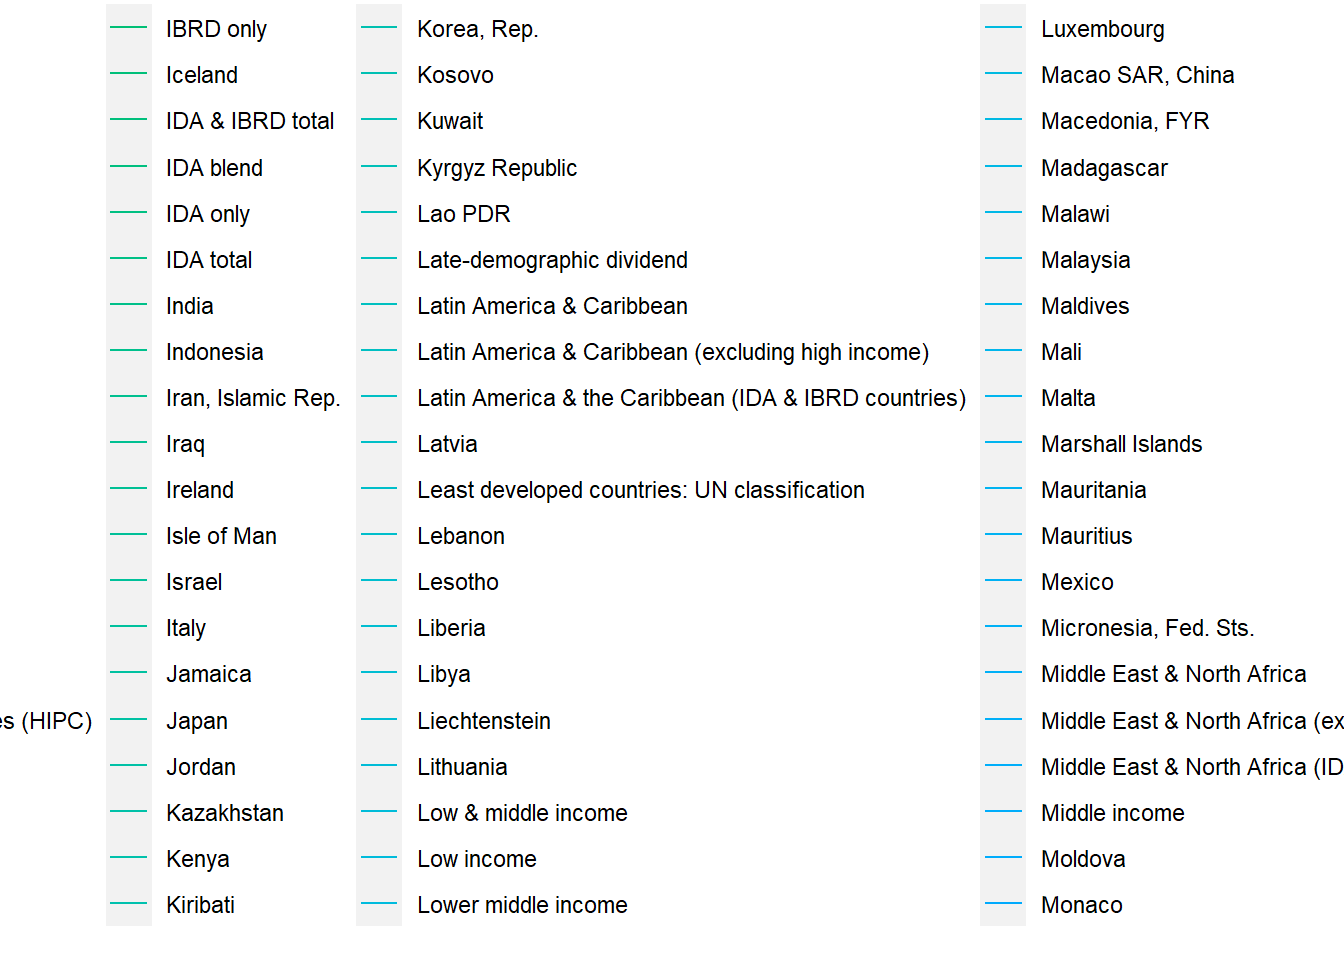 IBRD only
Iceland
IDA & IBRD total
IDA blend
IDA only
IDA total
India
Indonesia
Iran, Islamic Rep.
Iraq
Ireland
Isle of Man
Israel
Italy
Jamaica
es (HIPC)
Japan
Jordan
Kazakhstan
Kenya
Kiribati
Korea, Rep.
Kosovo
Kuwait
Kyrgyz Republic
Lao PDR
Late-demographic dividend
Latin America & Caribbean
Latin America & Caribbean (excluding high income)
Latin America & the Caribbean (IDA & IBRD countries)
Latvia
Least developed countries: UN classification
Lebanon
Lesotho
Liberia
Libya
Liechtenstein
Lithuania
Low & middle income
Low income
Lower middle income
Luxembourg
Macao SAR, China
Macedonia, FYR
Madagascar
Malawi
Malaysia
Maldives
Mali
Malta
Marshall Islands
Mauritania
Mauritius
Mexico
Micronesia, Fed. Sts.
Middle East & North Africa
Middle East & North Africa (ex
Middle East & North Africa (ID
Middle income
Moldova
Monaco